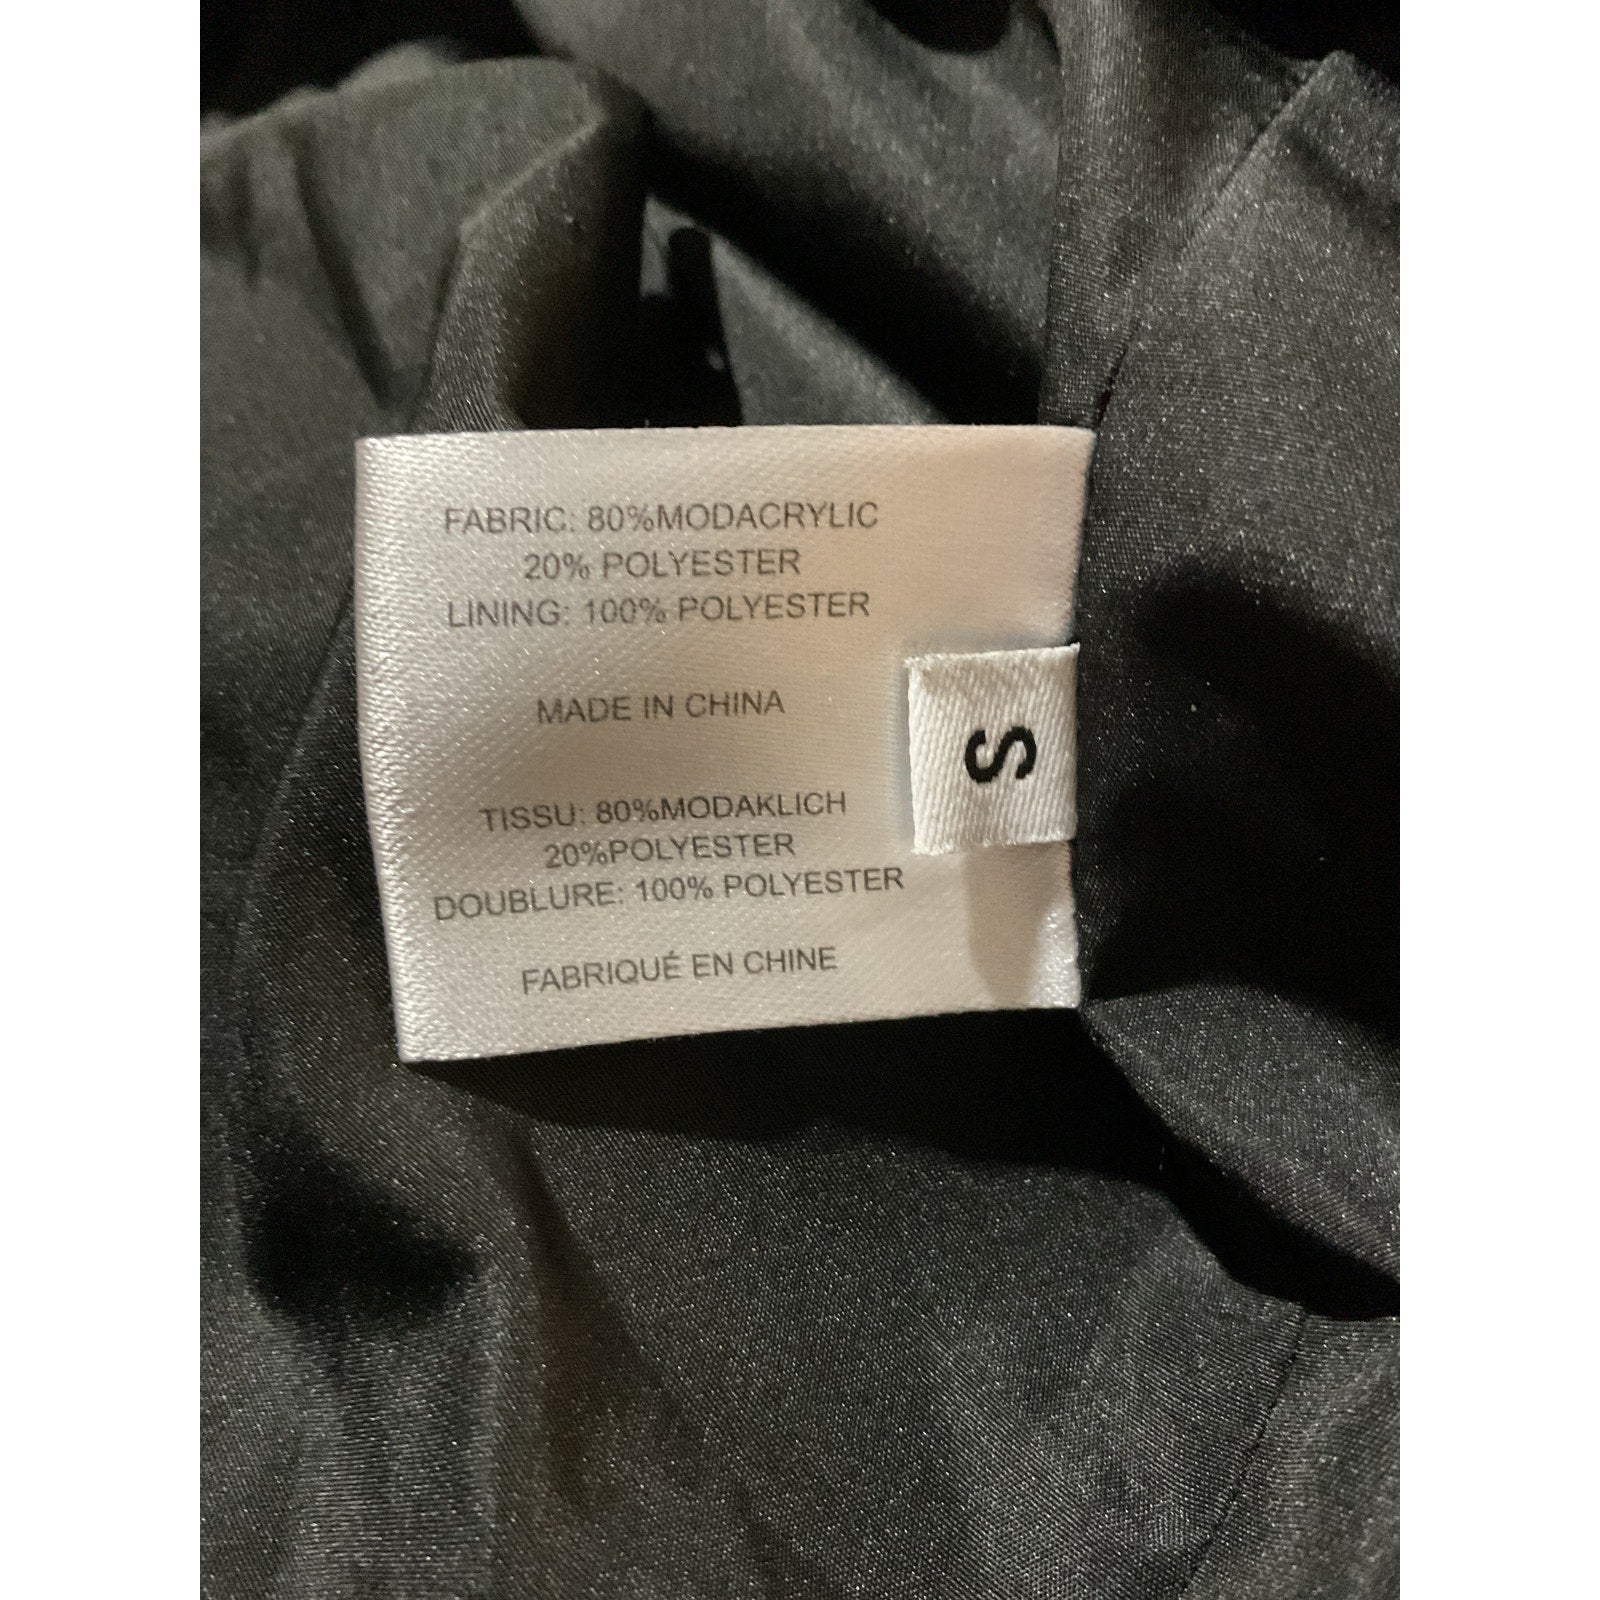 FABRIC: 80%MODACRYLIC
20% POLYESTER
LINING: 100% POLYESTER
MADE IN CHINA
S
TISSU: 80%MODAKLICH
20%POLYESTER
DOUBLURE: 100% POLYESTER
FABRIQUÉ EN CHINE